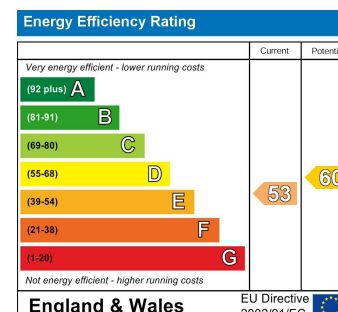 Energy Efficiency Rating
Current
Very energy efficient - lower running costs
(92 plus) A
(81-91) B
(69-80) C
(55-68) D
(39-54) E
53
60
(21-38) F
(1-20) G
Not energy efficient - higher running costs
England & Wales
EU Directive